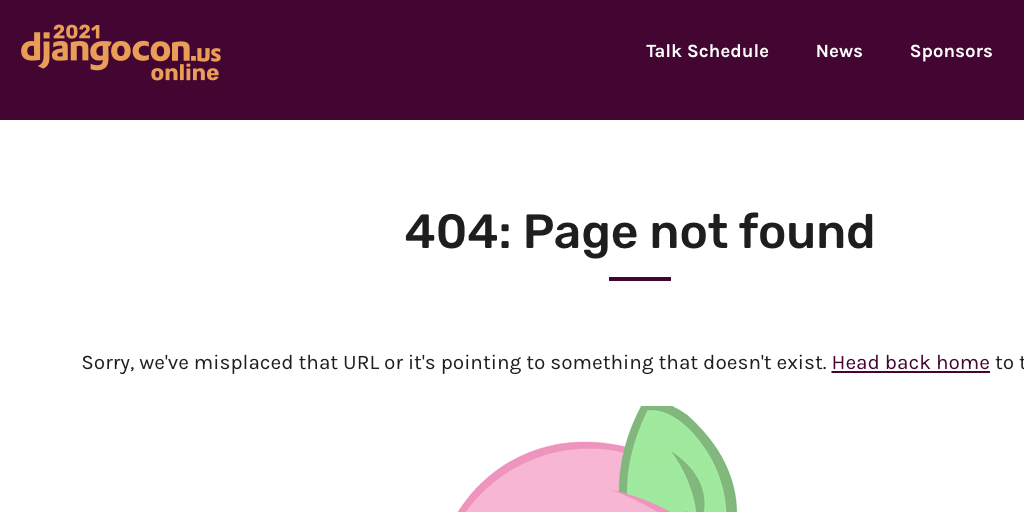 2021
djangocon.us
online
Talk Schedule News Sponsors
404: Page not found
Sorry, we've misplaced that URL or it's pointing to something that doesn't exist. Head back home to